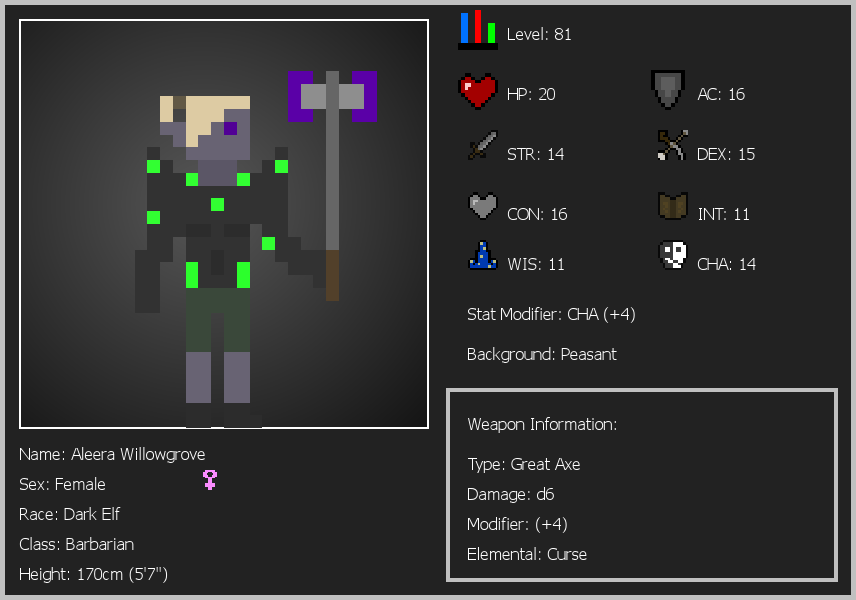 Level: 81
HP: 20
AC: 16
STR: 14
DEX: 15
CON: 16
INT: 11
WIS: 11
CHA: 14
Stat Modifier: CHA (+4)
Background: Peasant
Weapon Information:
Type: Great Axe
Damage: d6
Modifier: (+4)
Elemental: Curse
Name: Aleera Willowgrove
Sex: Female
Race: Dark Elf
Class: Barbarian
Height: 170cm (5'7")